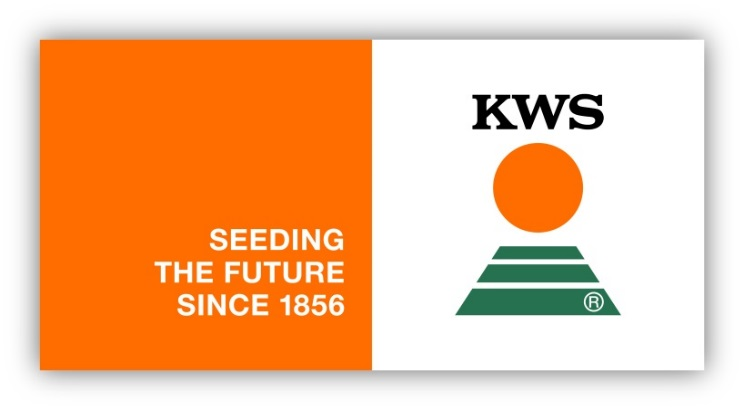 SEEDING
THE FUTURE
SINCE 1856
KWS
®